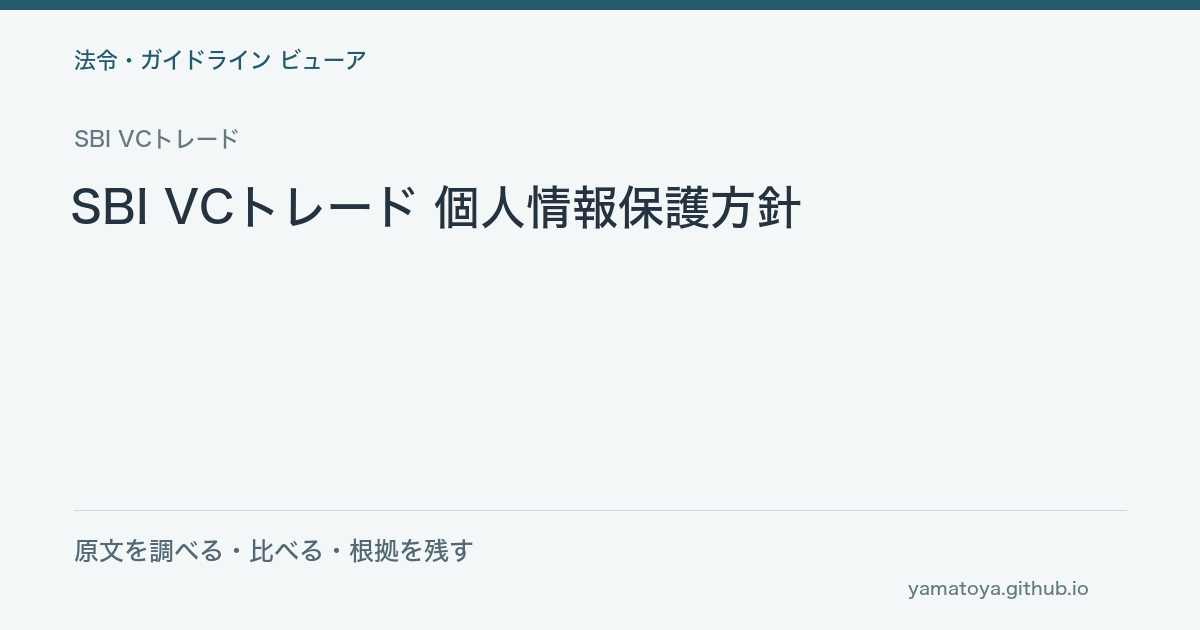 法令・ガイドライン ビューア
SBI VCトレード
SBI VCトレード 個人情報保護方針
原文を調べる・比べる・根拠を残す
yamatoya.github.io